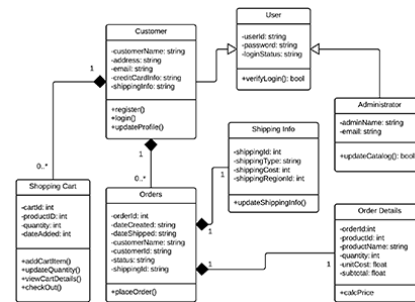 User
-userId: string
-password: string
-loginStatus: string
+verifyLogin(): bool
Customer
-customerName: string
-address: string
-email: string
-creditCardInfo: string
-shippingInfo: string
+register()
+login()
+updateProfile()
Administrator
-adminName: string
-email: string
+updateCatalog(): bool
1
0..*
1
0..*
Shopping Cart
-cartId: int
-productID: int
-quantity: int
-dateAdded: int
+addCartItem()
+updateQuantity()
+viewCartDetails()
+checkOut()
Orders
-orderId: int
-dateCreated: string
-dateShipped: string
-customerName: string
-customerId: string
-status: string
-shippingId: string
+placeOrder()
Shipping Info
-shippingId: int
-shippingType: string
-shippingCost: int
-shippingRegionId: int
+updateShippingInfo()
1
1
1
1
Order Details
-orderId:int
-productId: int
-productName: string
-quantity: int
-unitCost: float
-subtotal: float
+calcPrice